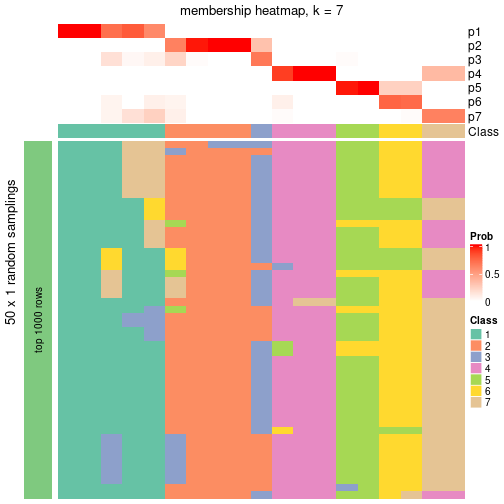 membership heatmap, k = 7
p1
p2
p3
p4
p5
p6
p7
Class
50 x 1 random samplings
top 1000 rows
Prob
1
0.5
0
Class
1
2
3
4
5
6
7